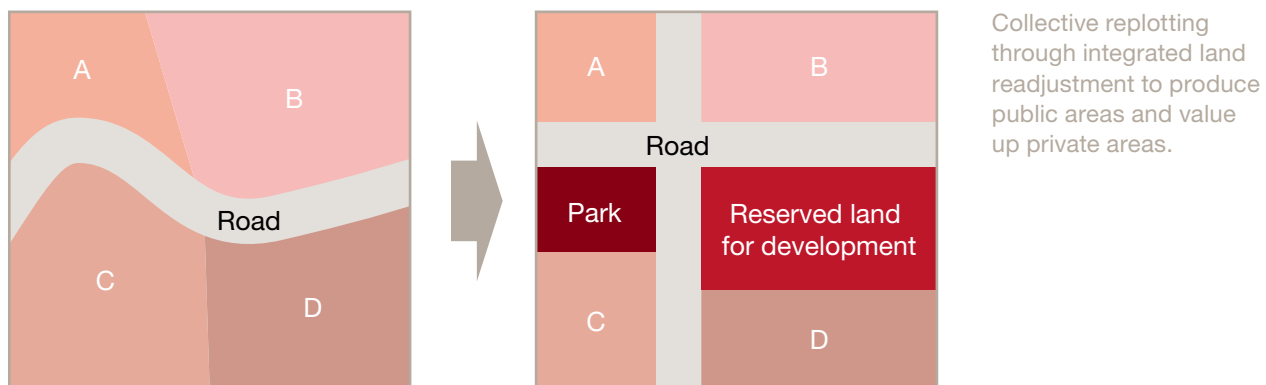 A
B
Road
C
D
A
B
Road
Park
Reserved land
for development
C
D
Collective replotting
through integrated land
readjustment to produce
public areas and value
up private areas.